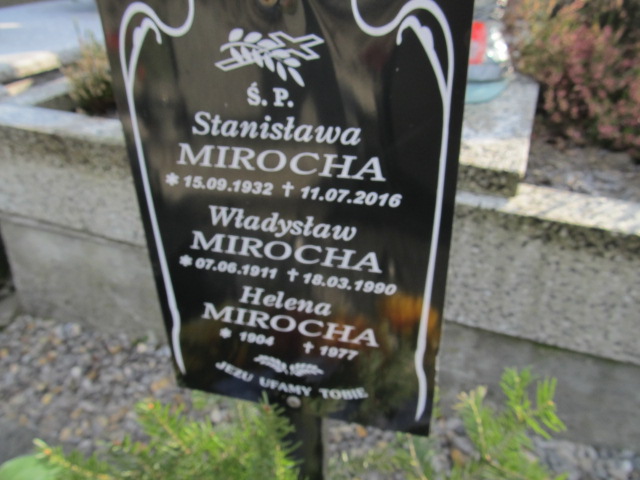 Ś. P.
Stanisława
MIROCHA
* 15.09.1932 † 11.07.2016
Władysław
MIROCHA
* 07.06.1911 † 18.03.1990
Helena
MIROCHA
* 1904 † 1977
JEZU UFAMY TOBIE